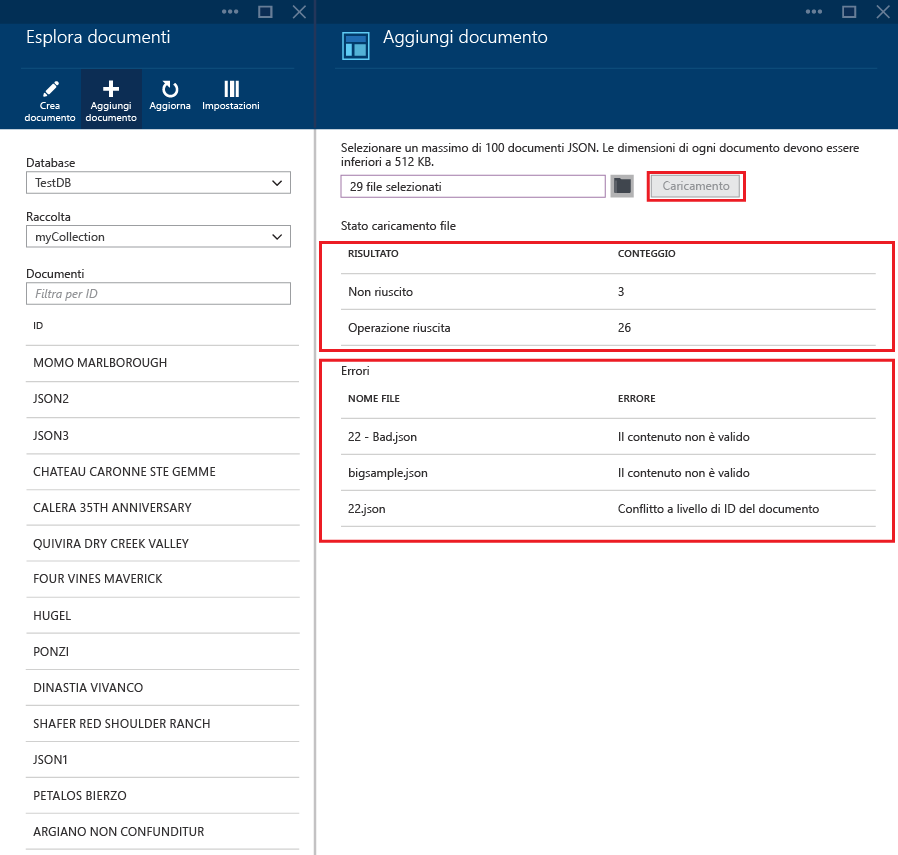 Esplora documenti
Crea
documento
Aggiungi
documento
Aggiorna
Impostazioni
Database
TestDB
Raccolta
myCollection
Documenti
Filtra per ID
ID
MOMO MARLBOROUGH
JSON2
JSON3
CHATEAU CARONNE STE GEMME
CALERA 35TH ANNIVERSARY
QUIVIRA DRY CREEK VALLEY
FOUR VINES MAVERICK
HUGEL
PONZI
DINASTIA VIVANCO
SHAFER RED SHOULDER RANCH
JSON1
PETALOS BIERZO
ARGIANO NON CONFUNDITUR
Aggiungi documento
Selezionare un massimo di 100 documenti JSON. Le dimensioni di ogni documento devono essere
inferiori a 512 KB.
29 file selezionati
Caricamento
Stato caricamento file
RISULTATO CONTEGGIO
Non riuscito 3
Operazione riuscita 26
Errori
NOME FILE ERRORE
22 - Bad.json Il contenuto non è valido
bigsample.json Il contenuto non è valido
22.json Conflitto a livello di ID del documento